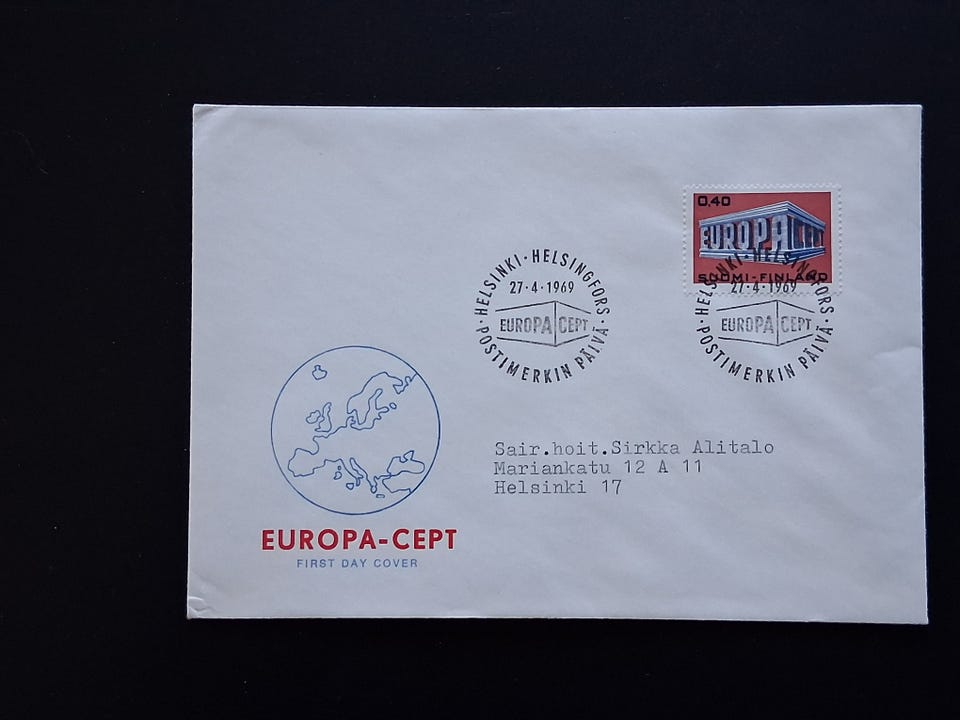 0,40
EUROPA CEPT
SUOMI-FINLAND
HELSINKI·HELSINGFORS
27·4·1969
EUROPA CEPT
·POSTIMERKIN PÄIVÄ·
HELSINKI·HELSINGFORS
27·4·1969
EUROPA CEPT
·POSTIMERKIN PÄIVÄ·
Sair.hoit.Sirkka Alitalo
Mariankatu 12 A 11
Helsinki 17
EUROPA-CEPT
FIRST DAY COVER